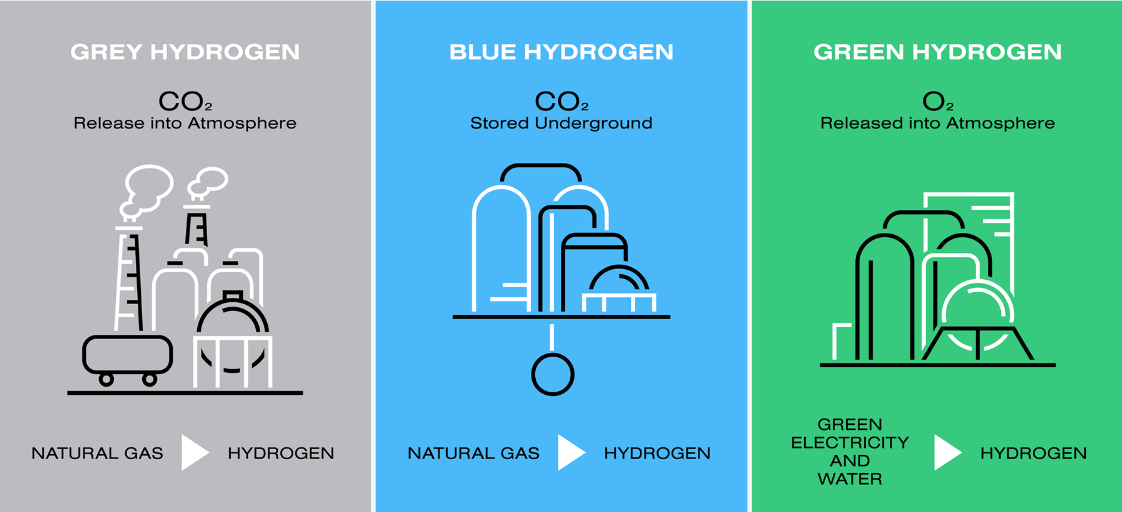 GREY HYDROGEN
CO₂
Release into Atmosphere
NATURAL GAS
HYDROGEN
BLUE HYDROGEN
CO₂
Stored Underground
NATURAL GAS
HYDROGEN
GREEN HYDROGEN
O₂
Released into Atmosphere
GREEN
ELECTRICITY
AND
WATER
HYDROGEN